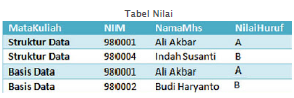 Tabel Nilai
MataKuliah NIM NamaMhs NilaiHuruf
Struktur Data 980001 Ali Akbar A
Struktur Data 980004 Indah Susanti B
Basis Data 980001 Ali Akbar A
Basis Data 980002 Budi Haryanto B